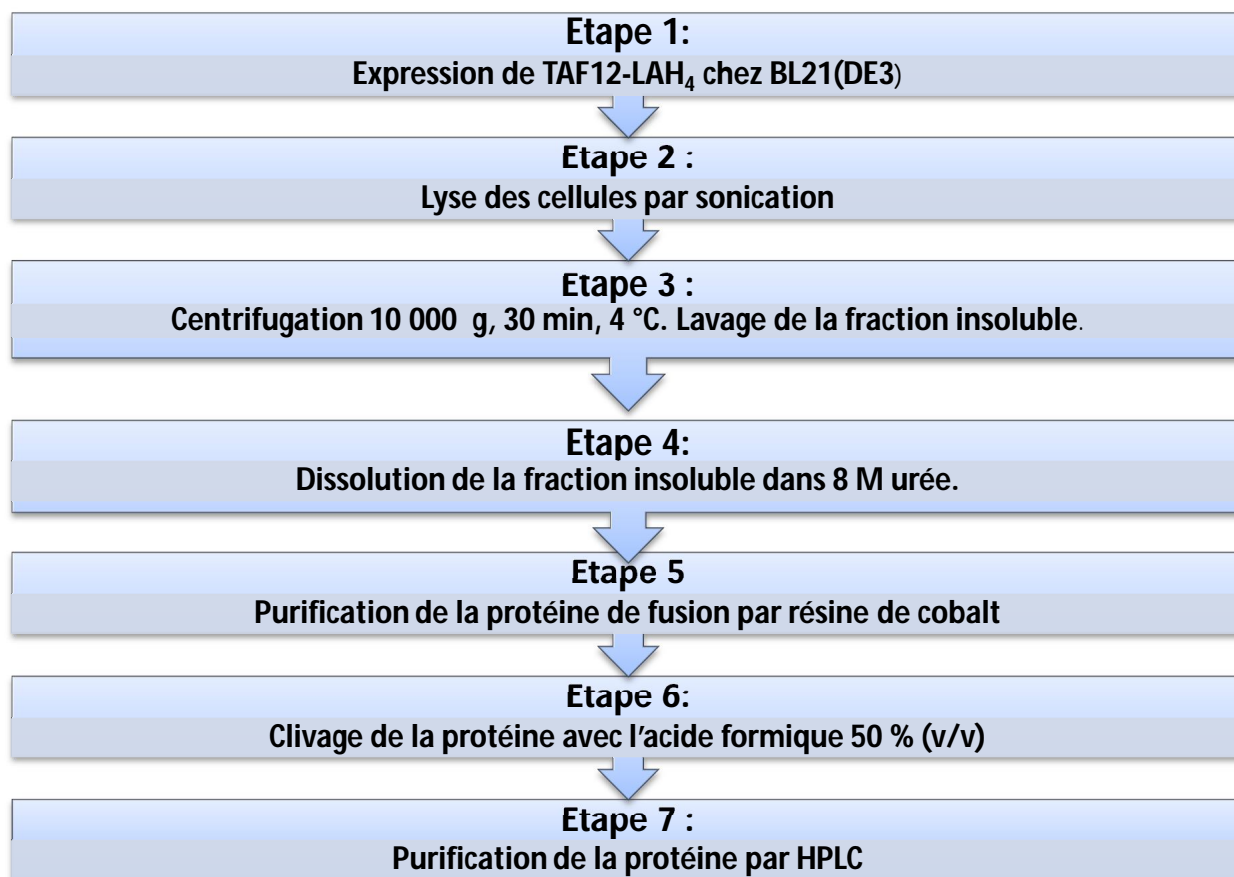 Etape 1:
Expression de TAF12-LAH₄ chez BL21(DE3)
Etape 2 :
Lyse des cellules par sonication
Etape 3 :
Centrifugation 10 000 g, 30 min, 4 °C. Lavage de la fraction insoluble.
Etape 4:
Dissolution de la fraction insoluble dans 8 M urée.
Etape 5
Purification de la protéine de fusion par résine de cobalt
Etape 6:
Clivage de la protéine avec l'acide formique 50 % (v/v)
Etape 7 :
Purification de la protéine par HPLC